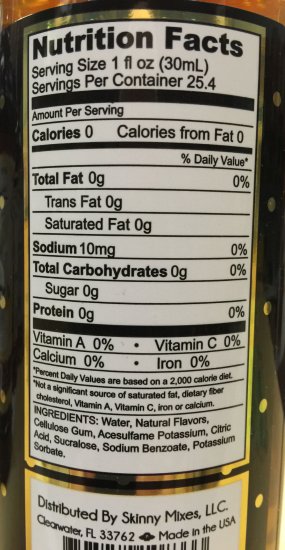 Nutrition Facts
Serving Size 1 fl oz (30mL)
Servings Per Container 25.4
Amount Per Serving
Calories 0 Calories from Fat 0
% Daily Value*
Total Fat 0g 0%
Trans Fat 0g
Saturated Fat 0g
Sodium 10mg 0%
Total Carbohydrates 0g 0%
Sugar 0g
Protein 0g 0%
Vitamin A 0% • Vitamin C 0%
Calcium 0% • Iron 0%
*Percent Daily Values are based on a 2,000 calorie diet.
*Not a significant source of saturated fat, dietary fiber
cholesterol, Vitamin A, Vitamin C, iron or calcium.
INGREDIENTS: Water, Natural Flavors,
Cellulose Gum, Acesulfame Potassium, Citric
Acid, Sucralose, Sodium Benzoate, Potassium
Sorbate.
Distributed By Skinny Mixes, LLC.
Clearwater, FL 33762 Made in the USA